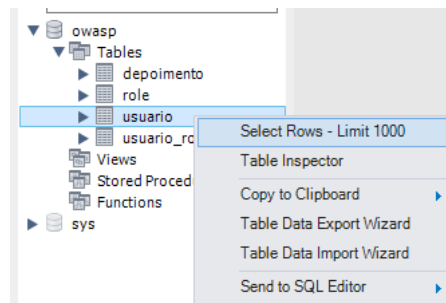 owasp
Tables
depoimento
role
usuario
usuario_ro
Views
Stored Proced
Functions
sys
Select Rows - Limit 1000
Table Inspector
Copy to Clipboard
Table Data Export Wizard
Table Data Import Wizard
Send to SQL Editor